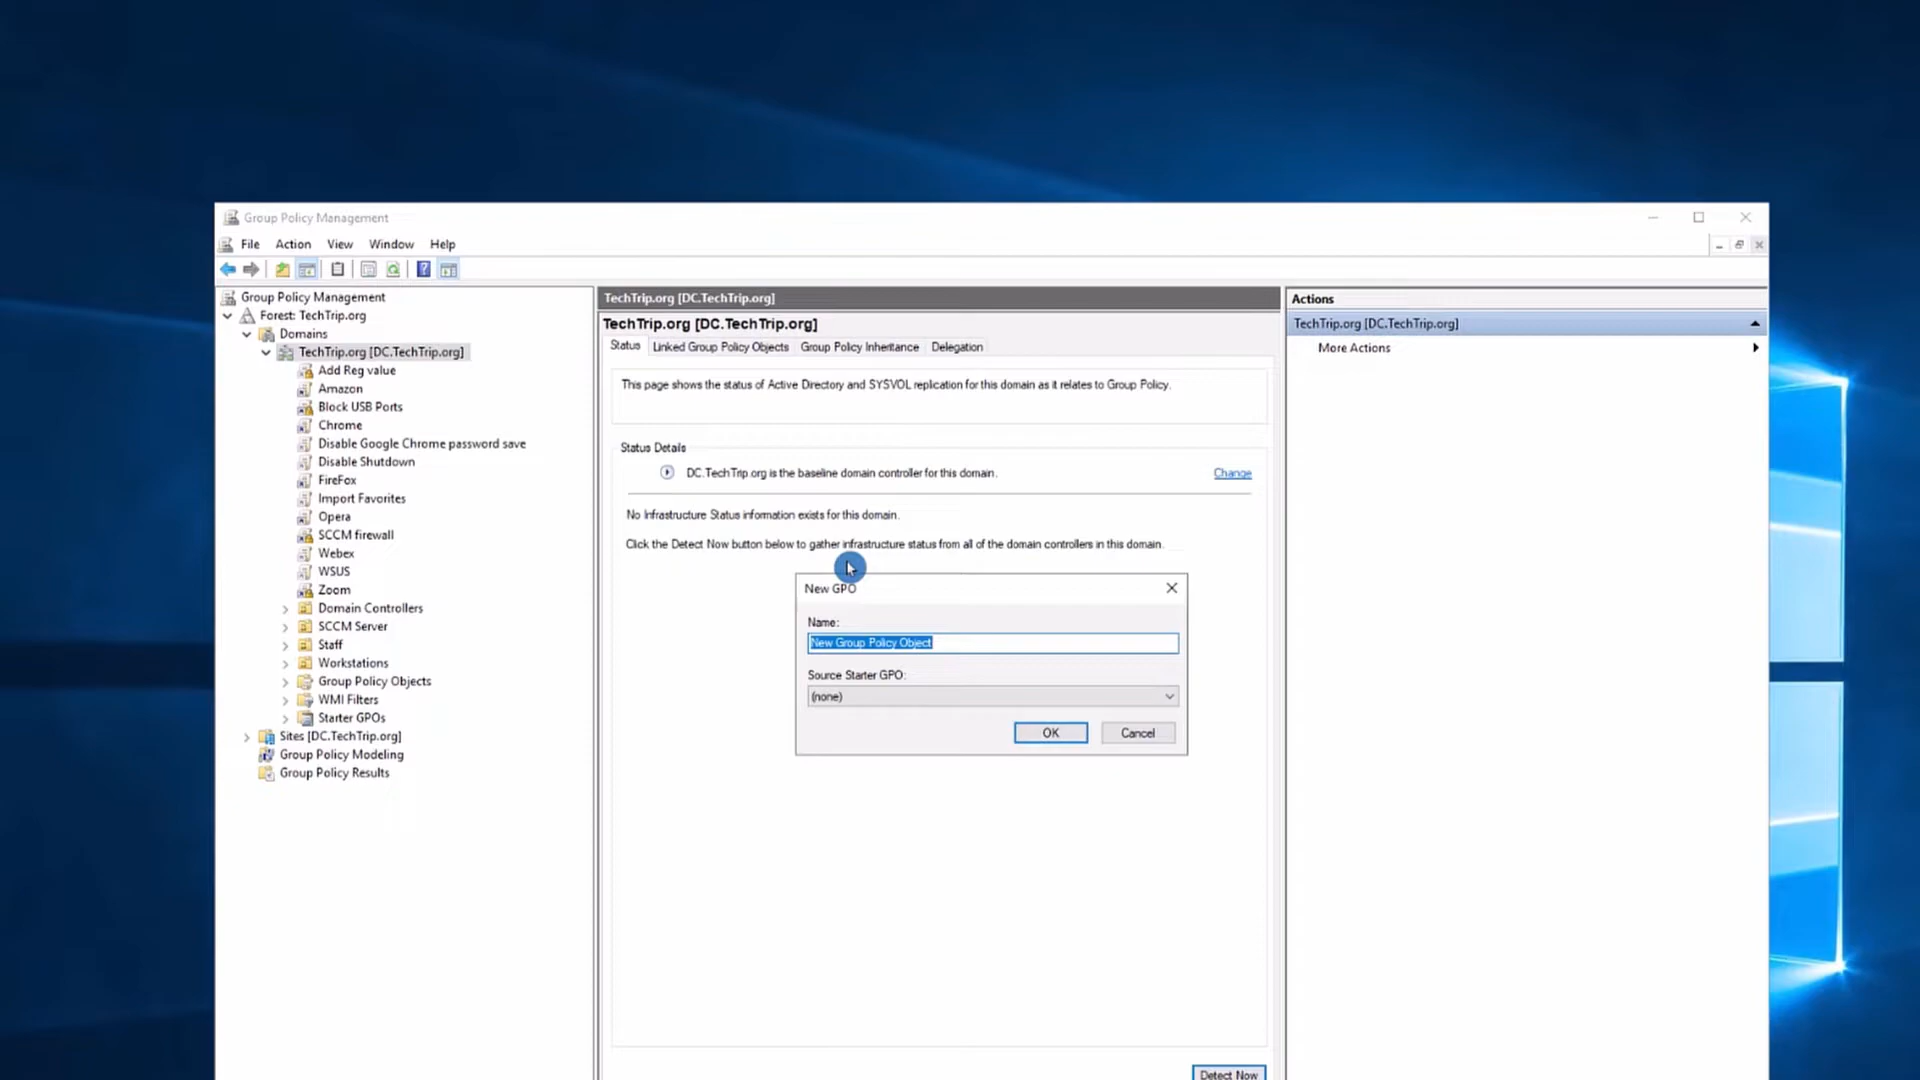 Group Policy Management
File Action View Window Help
Group Policy Management
Forest: TechTrip.org
Domains
TechTrip.org [DC.TechTrip.org]
Add Reg value
Amazon
Block USB Ports
Chrome
Disable Google Chrome password save
Disable Shutdown
FireFox
Import Favorites
Opera
SCCM firewall
Webex
WSUS
Zoom
Domain Controllers
SCCM Server
Staff
Workstations
Group Policy Objects
WMI Filters
Starter GPOs
Sites [DC.TechTrip.org]
Group Policy Modeling
Group Policy Results
TechTrip.org [DC.TechTrip.org]
TechTrip.org [DC.TechTrip.org]
Status Linked Group Policy Objects Group Policy Inheritance Delegation
This page shows the status of Active Directory and SYSVOL replication for this domain as it relates to Group Policy.
Status Details
DC.TechTrip.org is the baseline domain controller for this domain. Change
No Infrastructure Status information exists for this domain.
Click the Detect Now button below to gather infrastructure status from all of the domain controllers in this domain.
New GPO
Name:
New Group Policy Object
Source Starter GPO:
(none)
OK Cancel
Detect Now
Actions
TechTrip.org [DC.TechTrip.org]
More Actions